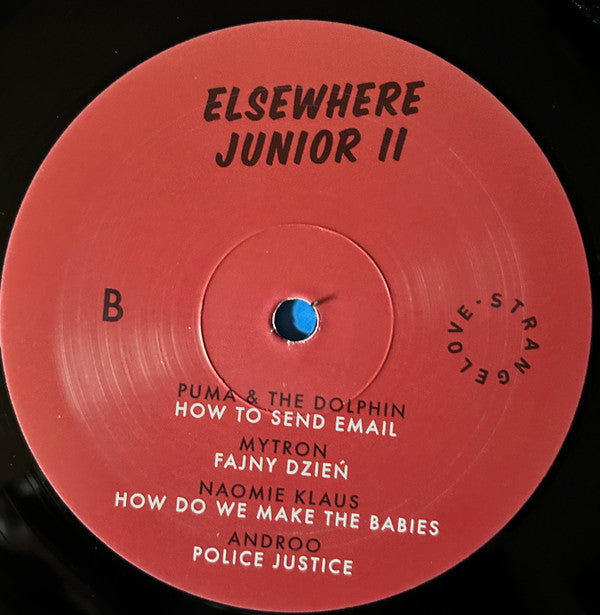 ELSEWHERE
JUNIOR II
B
STRANGELOVE·
PUMA & THE DOLPHIN
HOW TO SEND EMAIL
MYTRON
FAJNY DZIEŃ
NAOMIE KLAUS
HOW DO WE MAKE THE BABIES
ANDROO
POLICE JUSTICE